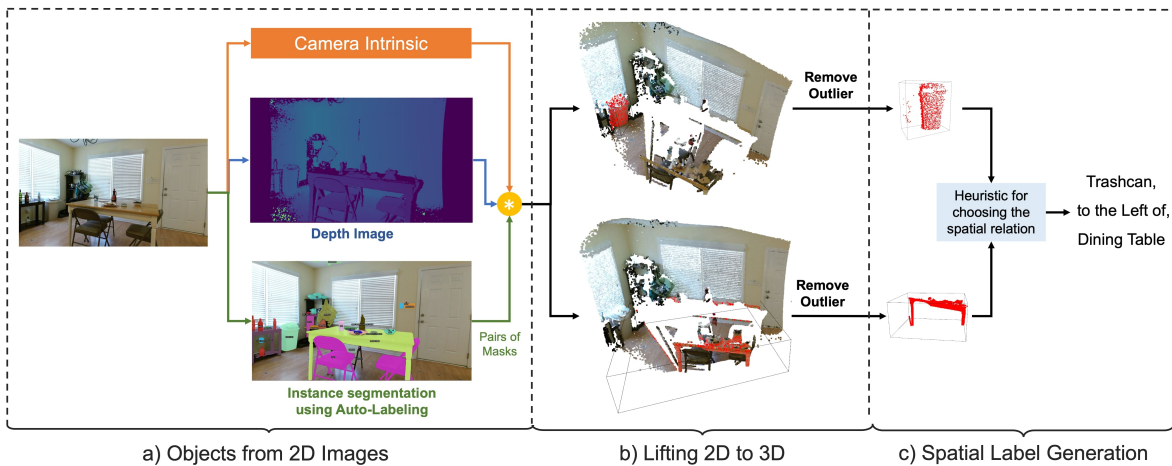 Camera Intrinsic
Depth Image
*
Pairs of
Masks
Instance segmentation
using Auto-Labeling
Remove
Outlier
Remove
Outlier
Heuristic for
choosing the
spatial relation
Trashcan,
to the Left of,
Dining Table
a) Objects from 2D Images
b) Lifting 2D to 3D
c) Spatial Label Generation